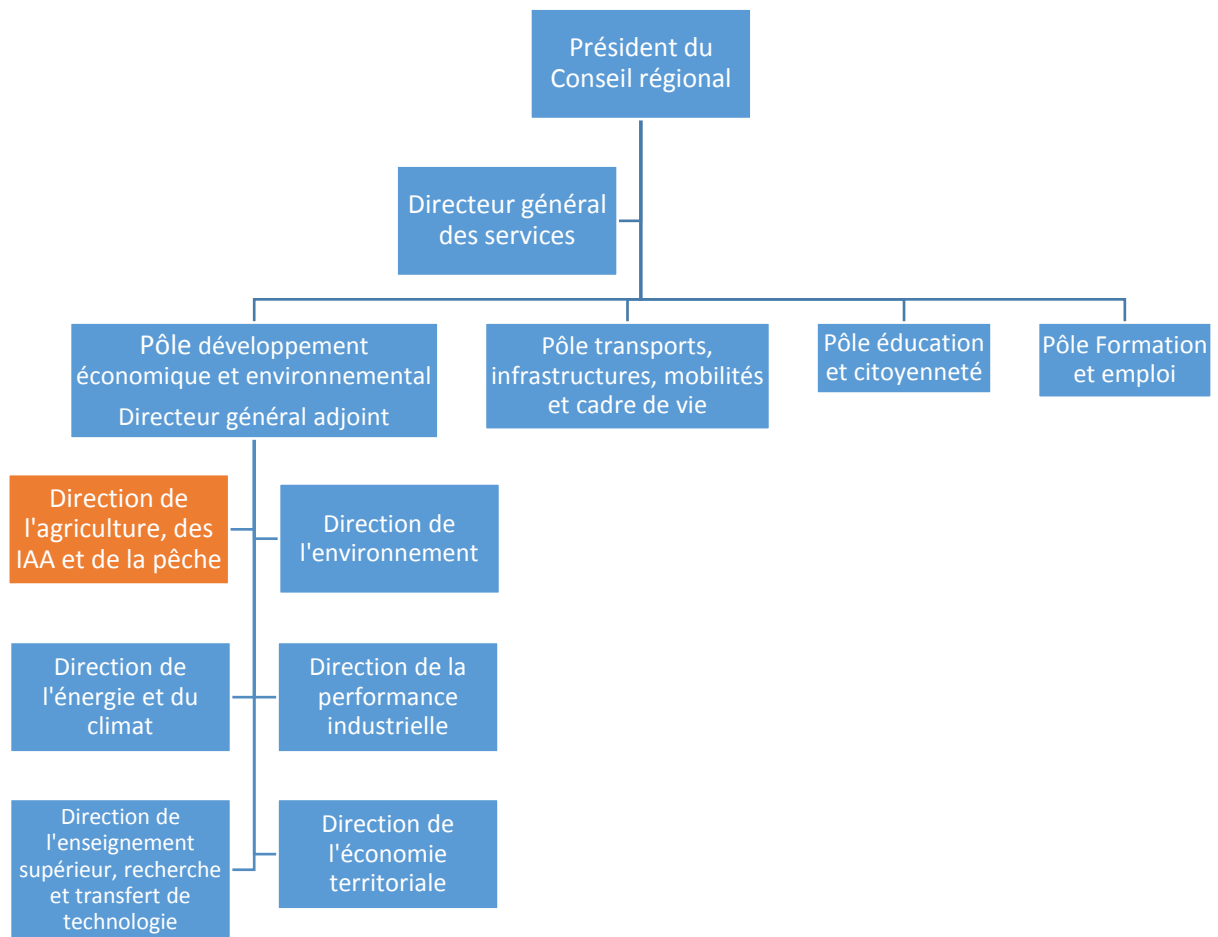 Président du
Conseil régional
Directeur général
des services
Pôle développement
économique et environnemental
Directeur général adjoint
Pôle transports,
infrastructures, mobilités
et cadre de vie
Pôle éducation
et citoyenneté
Pôle Formation
et emploi
Direction de
l'agriculture, des
IAA et de la pêche
Direction de
l'environnement
Direction de
l'énergie et du
climat
Direction de la
performance
industrielle
Direction de
l'enseignement
supérieur, recherche
et transfert de
technologie
Direction de
l'économie
territoriale